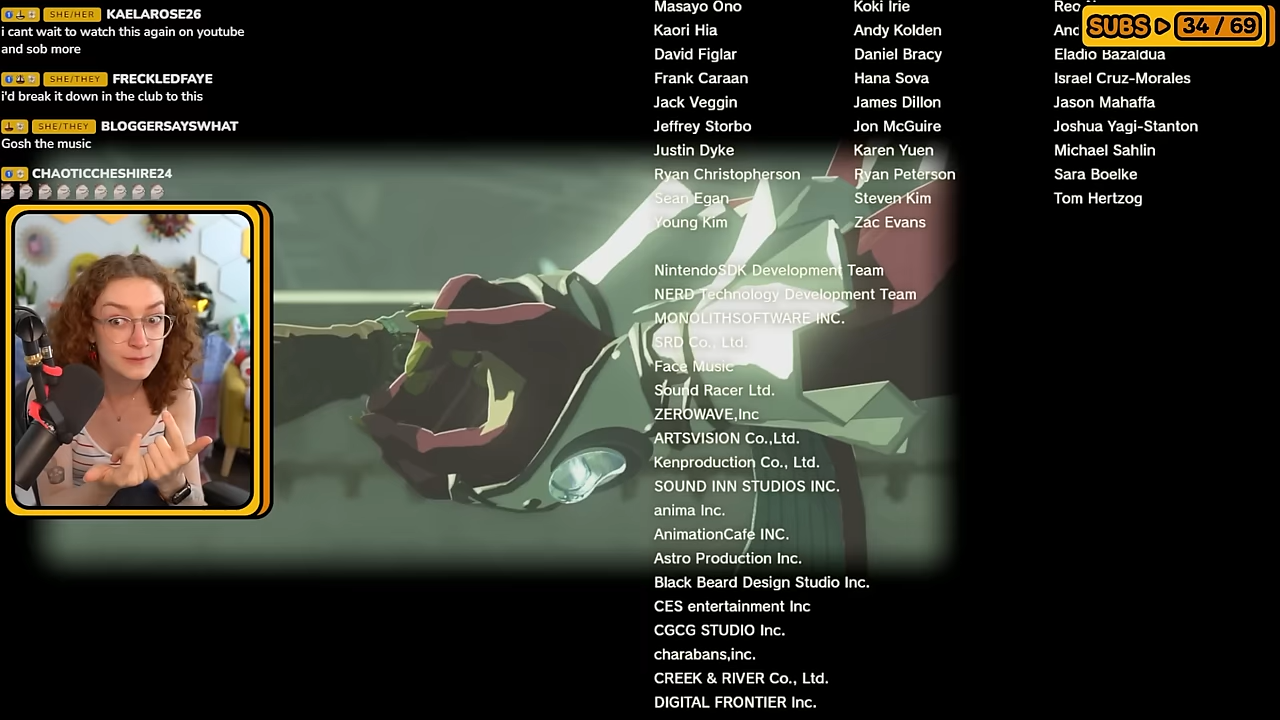 SHE/HER KAELAROSE26
i cant wait to watch this again on youtube
and sob more
SHE/THEY FRECKLEDFAYE
i'd break it down in the club to this
SHE/THEY BLOGGERSAYSWHAT
Gosh the music
CHAOTICCHESHIRE24
SUBS 34 / 69
Masayo Ono
Kaori Hia
David Figlar
Frank Caraan
Jack Veggin
Jeffrey Storbo
Justin Dyke
Ryan Christopherson
Sean Egan
Young Kim
Koki Irie
Andy Kolden
Daniel Bracy
Hana Sova
James Dillon
Jon McGuire
Karen Yuen
Ryan Peterson
Steven Kim
Zac Evans
Eladio Bazaldua
Israel Cruz-Morales
Jason Mahaffa
Joshua Yagi-Stanton
Michael Sahlin
Sara Boelke
Tom Hertzog
NintendoSDK Development Team
NERD Technology Development Team
MONOLITHSOFTWARE INC.
SRD Co., Ltd.
Face Music
Sound Racer Ltd.
ZEROWAVE,Inc
ARTSVISION Co.,Ltd.
Kenproduction Co., Ltd.
SOUND INN STUDIOS INC.
anima Inc.
AnimationCafe INC.
Astro Production Inc.
Black Beard Design Studio Inc.
CES entertainment Inc
CGCG STUDIO Inc.
charabans,inc.
CREEK & RIVER Co., Ltd.
DIGITAL FRONTIER Inc.